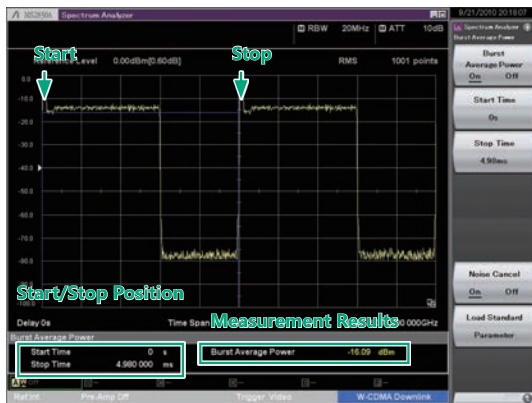 MS2830A Spectrum Analyzer
9/21/2010 20:18:07
RBW 20MHz ATT 10dB
Spectrum Analyzer
Burst Average Power
Start
Stop
Reference Level 0.00dBm[0.60dB] RMS 1001 points
Burst
Average Power
On Off
Start Time
0s
Stop Time
4.98ms
0.0
-10.0
-20.0
-30.0
-40.0
-50.0
-60.0
-70.0
-80.0
-100.0
Start/Stop Position
Noise Cancel
On Off
Delay 0s Time Span
Measurement Results
Load Standard
Parameter
Burst Average Power
Start Time 0 s
Stop Time 4.980 000 ms
Burst Average Power -16.09 dBm
Off
Ref.Int Pre-Amp Off Trigger Video W-CDMA Downlink